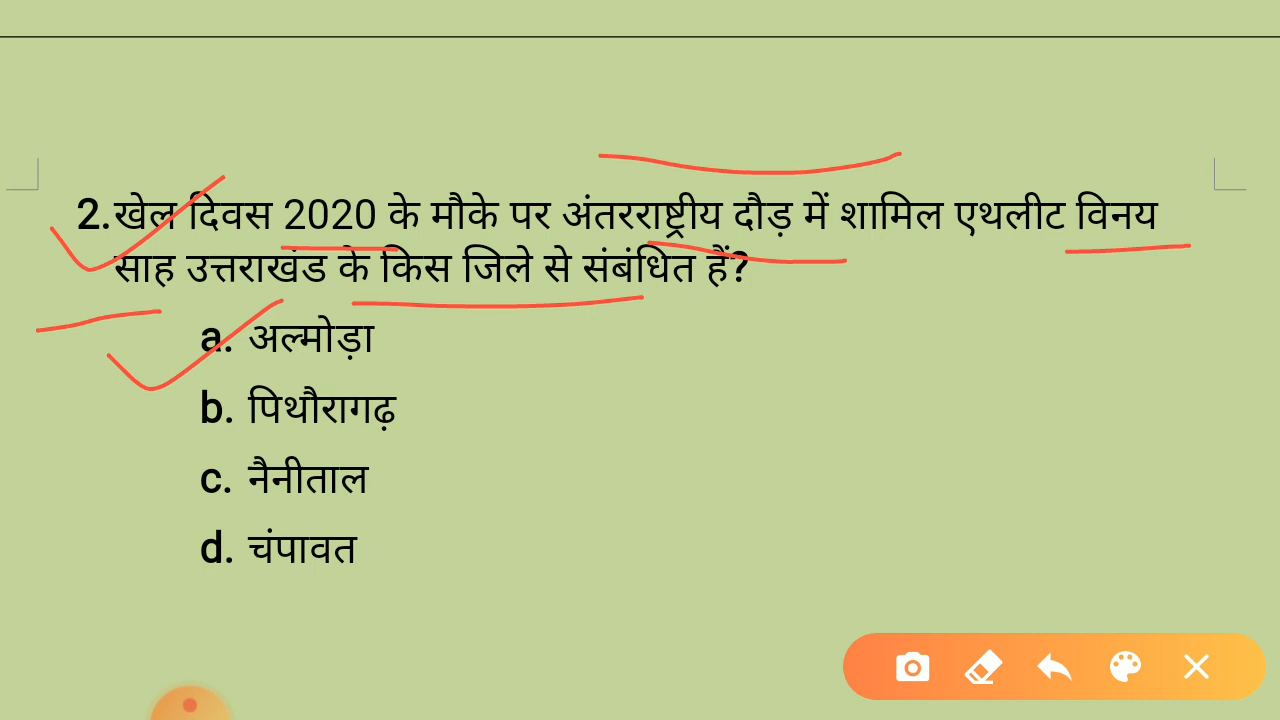 2.खेल दिवस 2020 के मौके पर अंतरराष्ट्रीय दौड़ में शामिल एथलीट विनय
साह उत्तराखंड के किस जिले से संबंधित हैं?
a. अल्मोड़ा
b. पिथौरागढ़
c. नैनीताल
d. चंपावत